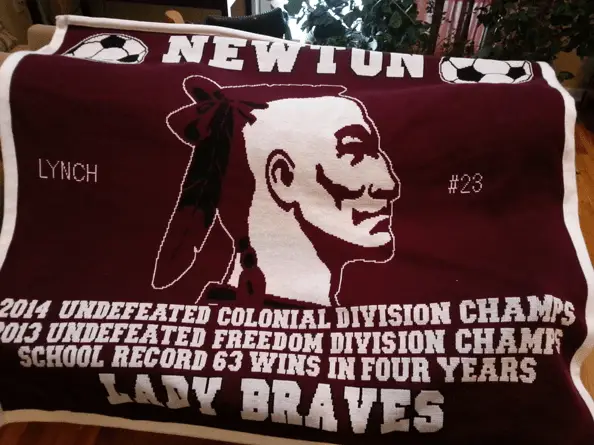 NEWTON
LYNCH #23
2014 UNDEFEATED COLONIAL DIVISION CHAMPS
2013 UNDEFEATED FREEDOM DIVISION CHAMPS
SCHOOL RECORD 63 WINS IN FOUR YEARS
LADY BRAVES